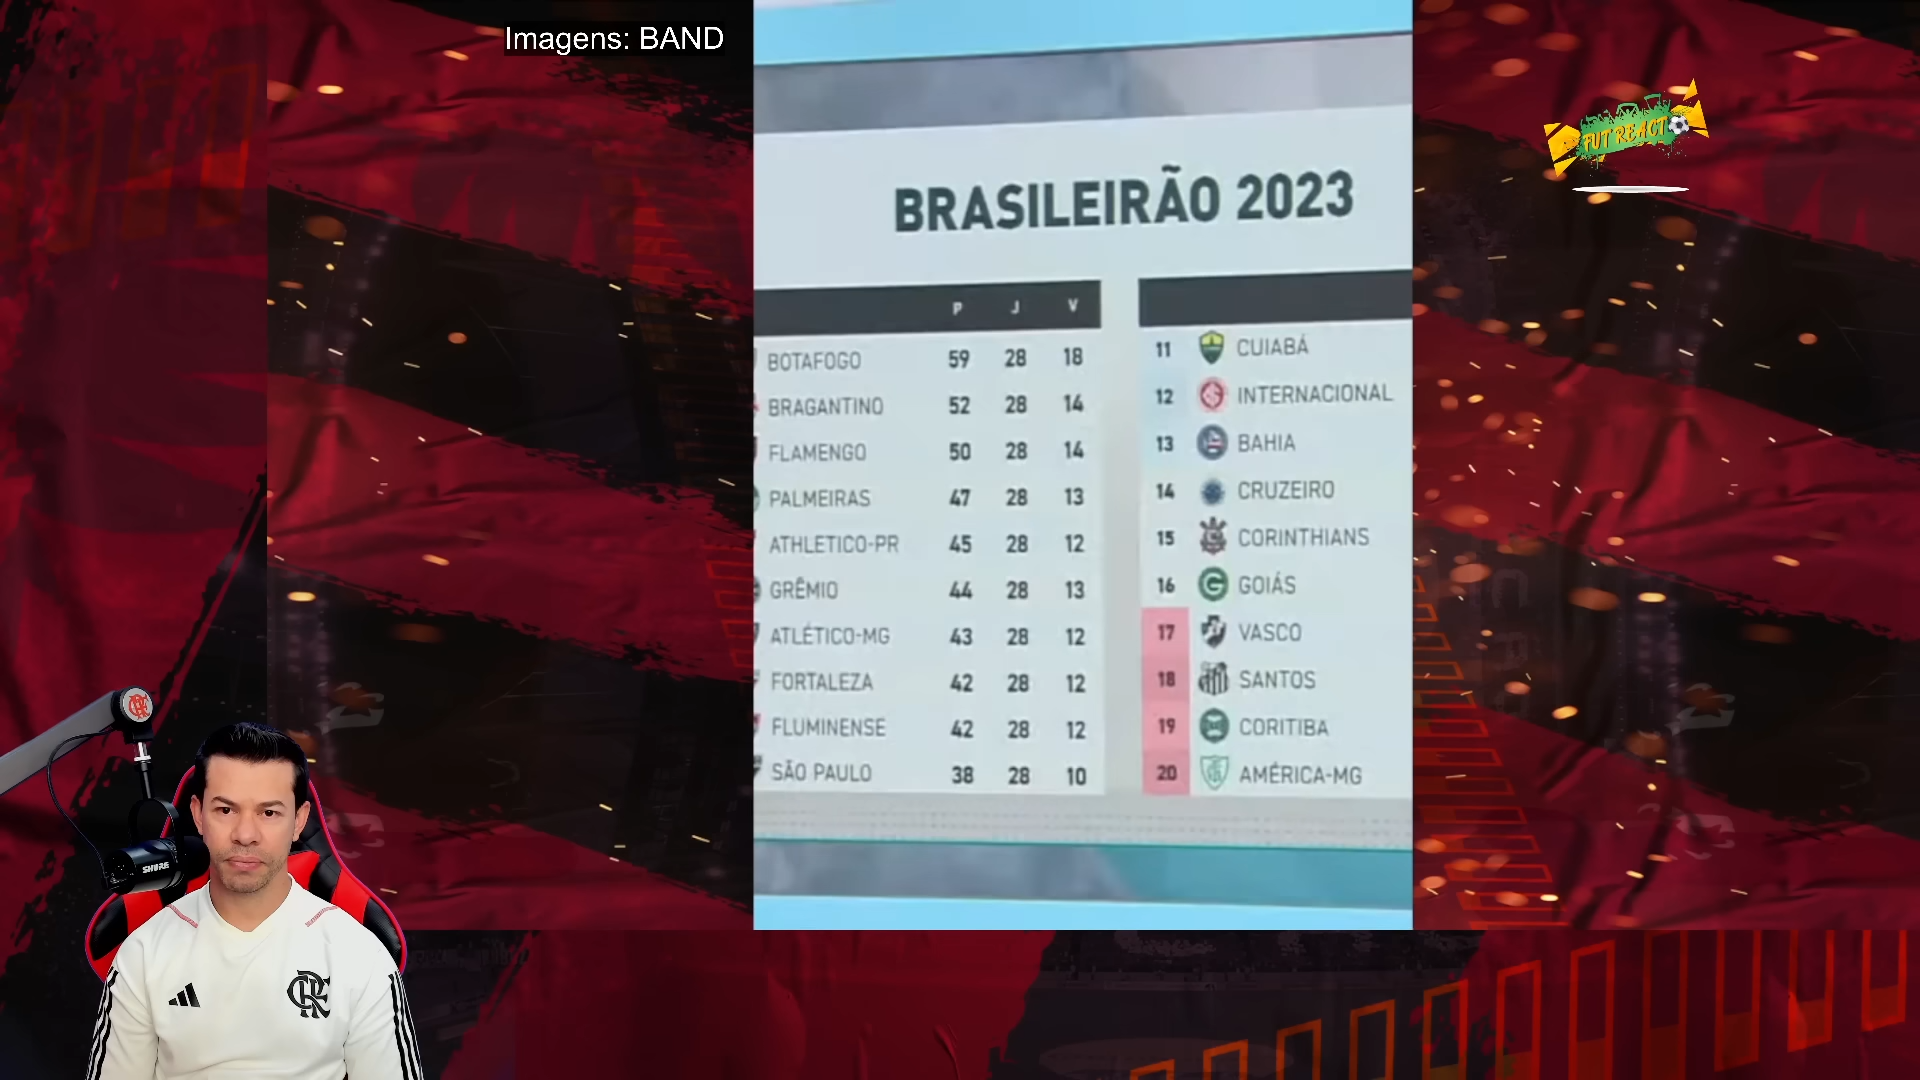 Imagens: BAND
FUT REACT
BRASILEIRÃO 2023
P J V
BOTAFOGO 59 28 18
BRAGANTINO 52 28 14
FLAMENGO 50 28 14
PALMEIRAS 47 28 13
ATHLETICO-PR 45 28 12
GRÊMIO 44 28 13
ATLÉTICO-MG 43 28 12
FORTALEZA 42 28 12
FLUMINENSE 42 28 12
SÃO PAULO 38 28 10
11 CUIABÁ
12 INTERNACIONAL
13 BAHIA
14 CRUZEIRO
15 CORINTHIANS
16 GOIÁS
17 VASCO
18 SANTOS
19 CORITIBA
20 AMÉRICA-MG
SHURE